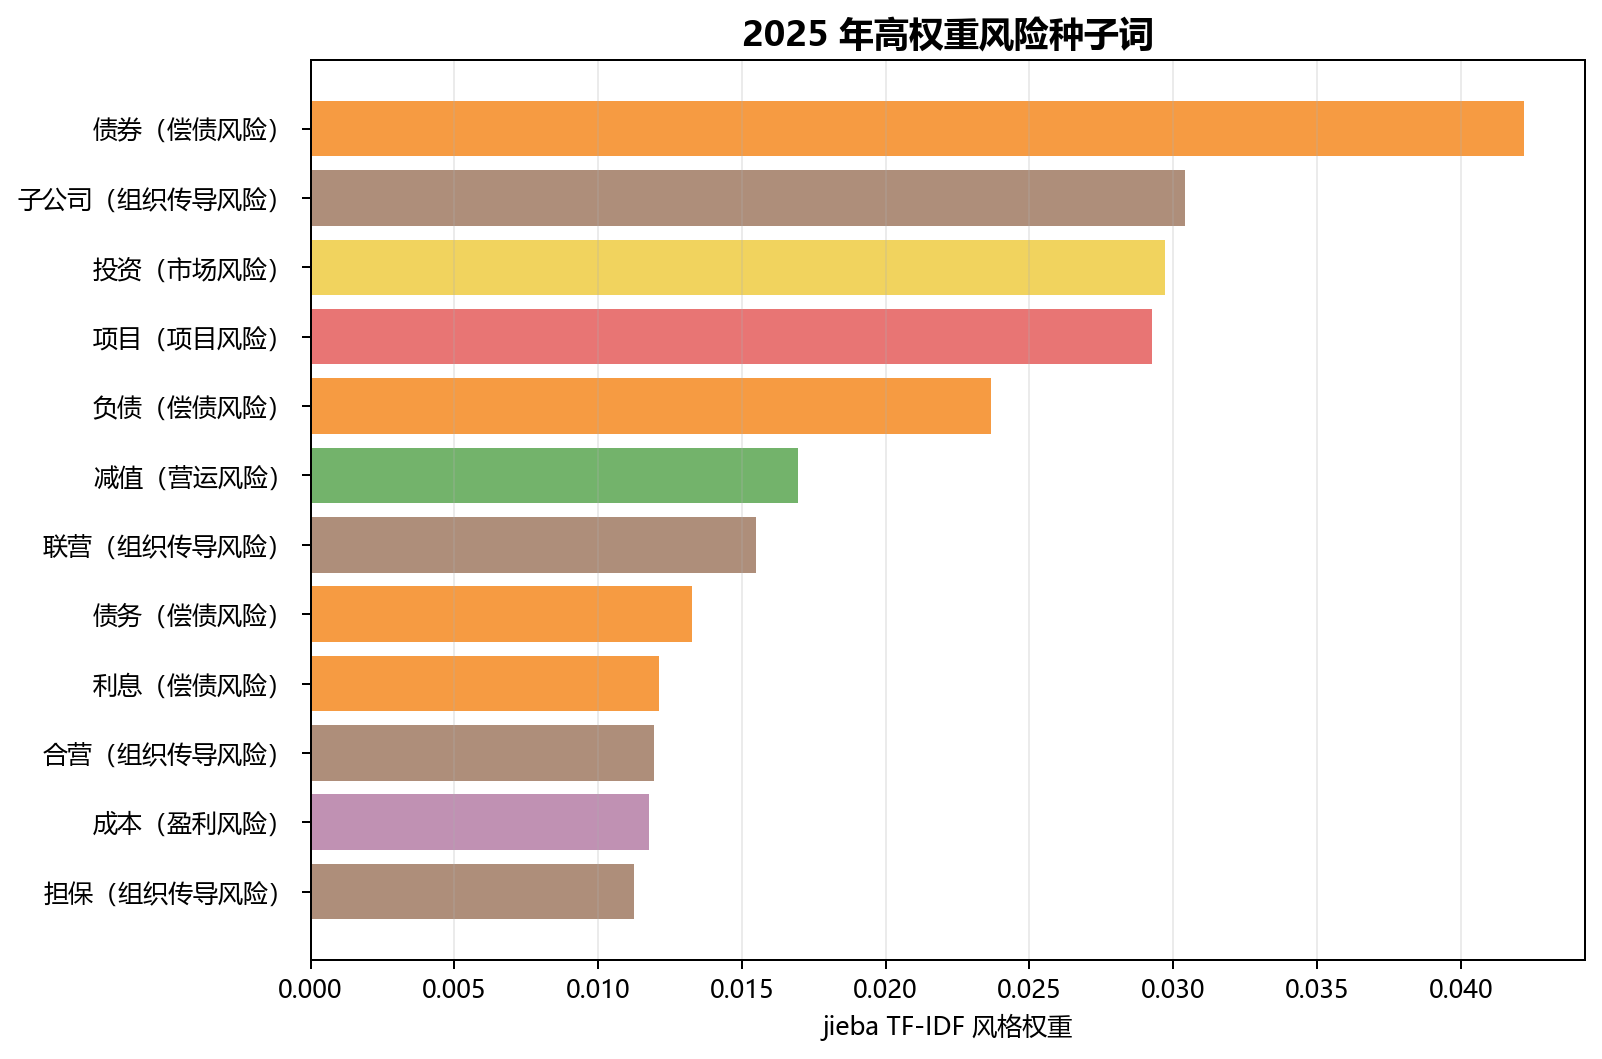 2025 年高权重风险种子词
债券（偿债风险）
子公司（组织传导风险）
投资（市场风险）
项目（项目风险）
负债（偿债风险）
减值（营运风险）
联营（组织传导风险）
债务（偿债风险）
利息（偿债风险）
合营（组织传导风险）
成本（盈利风险）
担保（组织传导风险）
0.000 0.005 0.010 0.015 0.020 0.025 0.030 0.035 0.040
jieba TF-IDF 风格权重